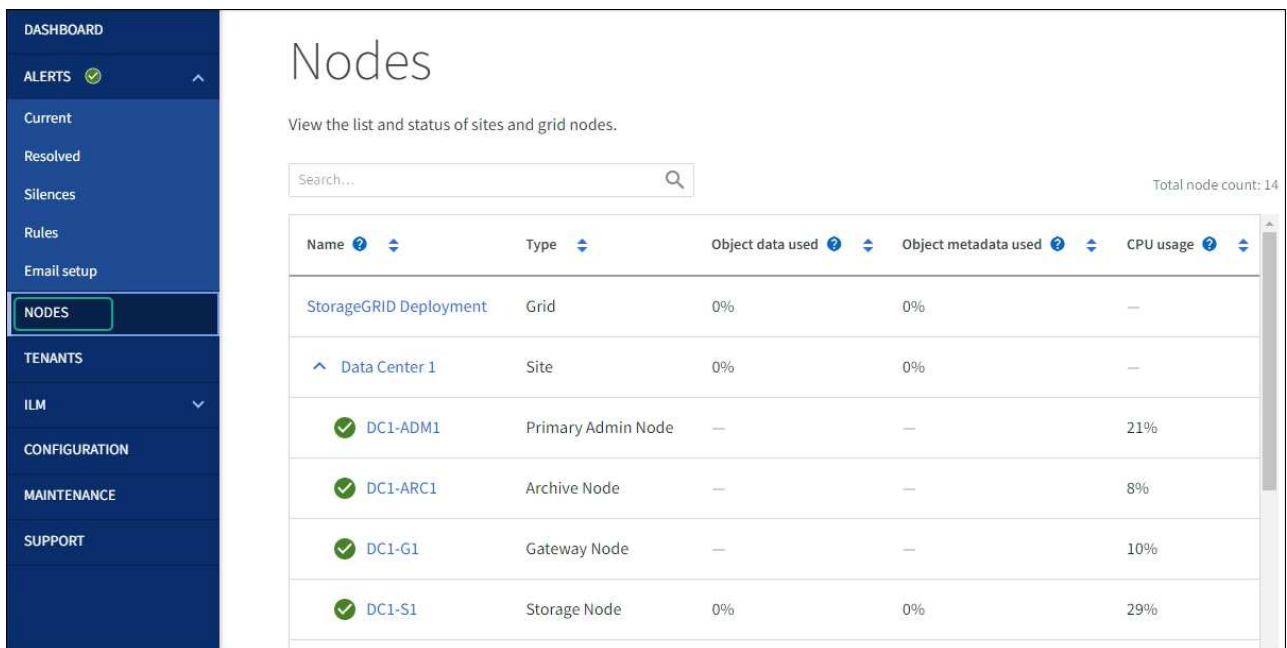 DASHBOARD
ALERTS
Current
Resolved
Silences
Rules
Email setup
NODES
TENANTS
ILM
CONFIGURATION
MAINTENANCE
SUPPORT
Nodes
View the list and status of sites and grid nodes.
Search...
Total node count: 14
Name ? Type Object data used ? Object metadata used ? CPU usage ?
StorageGRID Deployment Grid 0% 0% —
Data Center 1 Site 0% 0% —
DC1-ADM1 Primary Admin Node — — 21%
DC1-ARC1 Archive Node — — 8%
DC1-G1 Gateway Node — — 10%
DC1-S1 Storage Node 0% 0% 29%